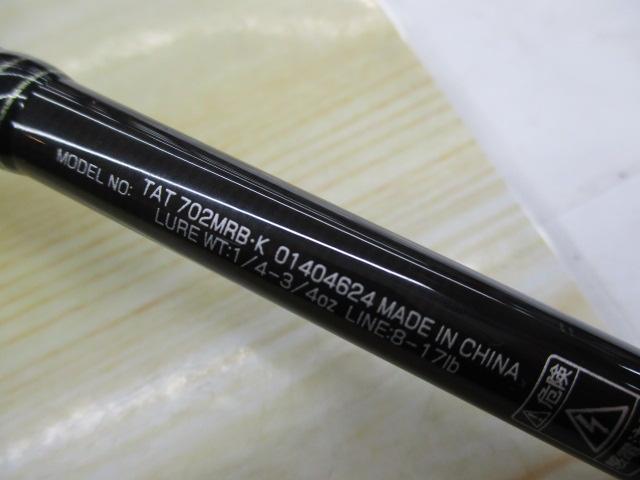 MODEL NO: TAT 702MRB·K 01404624 MADE IN CHINA
LURE WT:1/4-3/4oz LINE:8-17lb
⚠危険